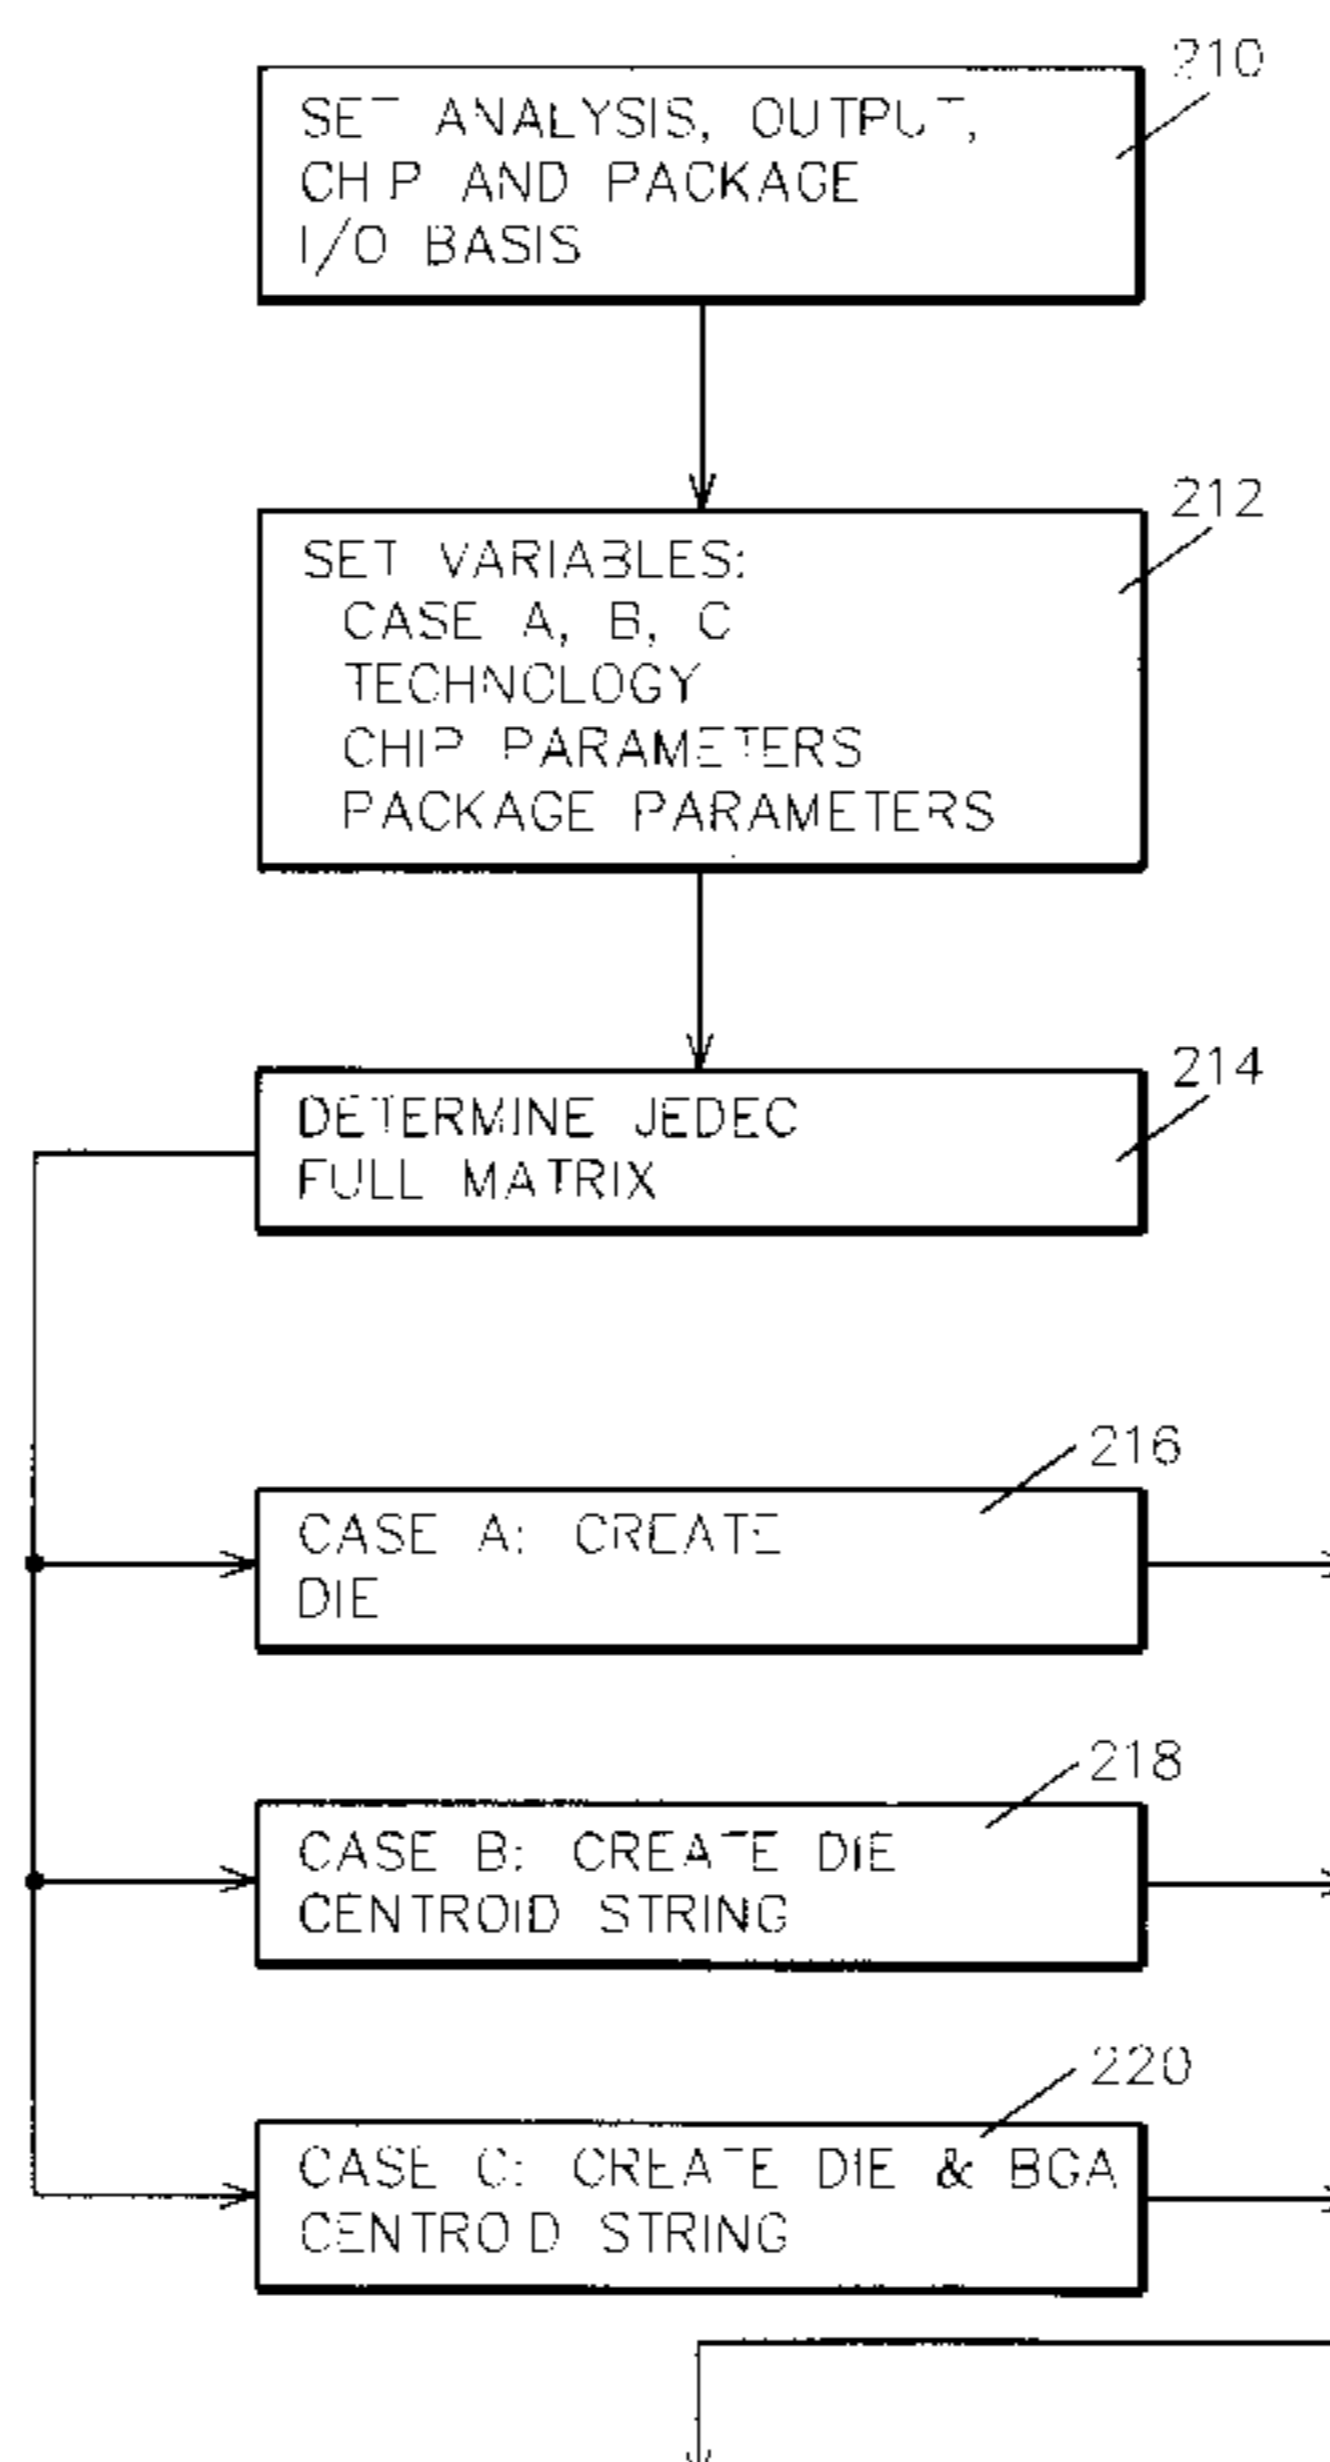 210
SET ANALYSIS, OUTPUT,
CHIP AND PACKAGE
I/O BASIS
212
SET VARIABLES:
CASE A, B, C
TECHNOLOGY
CHIP PARAMETERS
PACKAGE PARAMETERS
214
DETERMINE JEDEC
FULL MATRIX
216
CASE A: CREATE
DIE
218
CASE B: CREATE DIE
CENTROID STRING
220
CASE C: CREATE DIE & BGA
CENTROID STRING